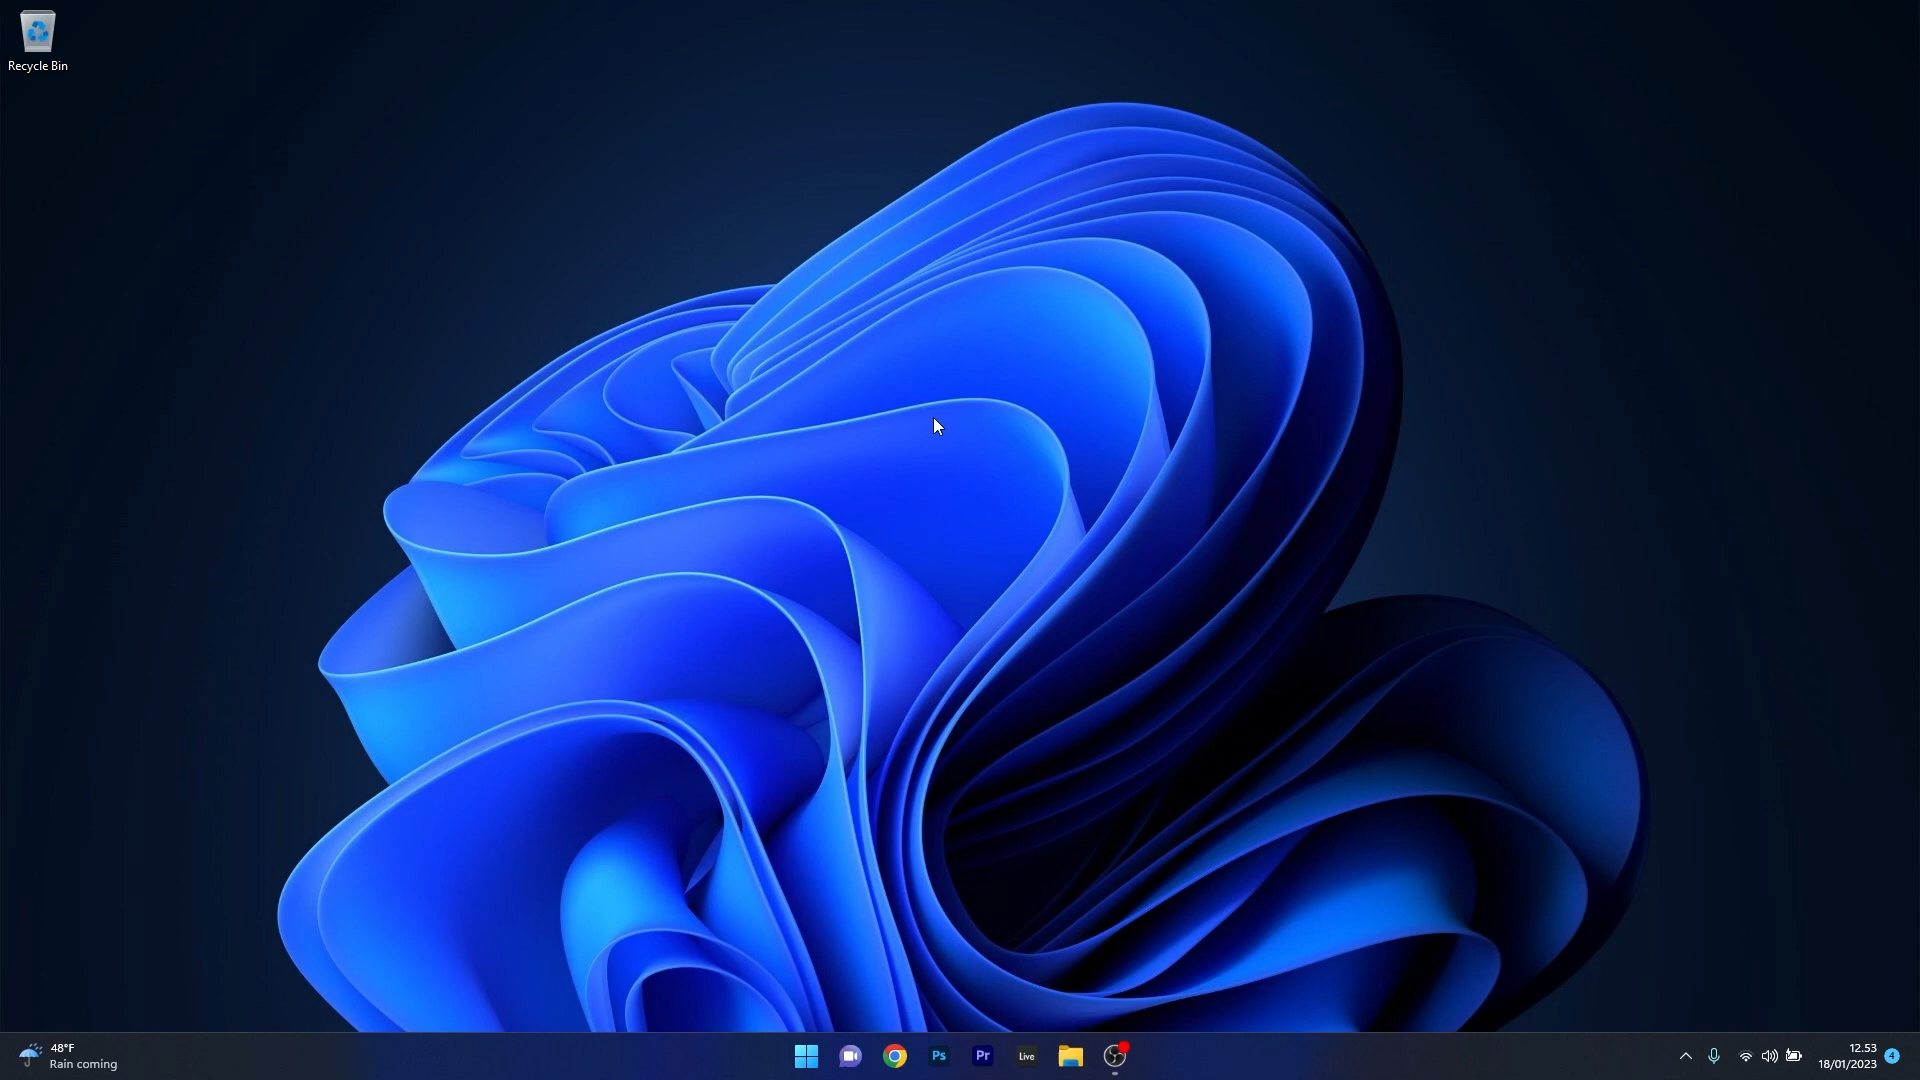 Recycle Bin
48°F
Rain coming
Ps
Pr
Live
12.53
18/01/2023
4